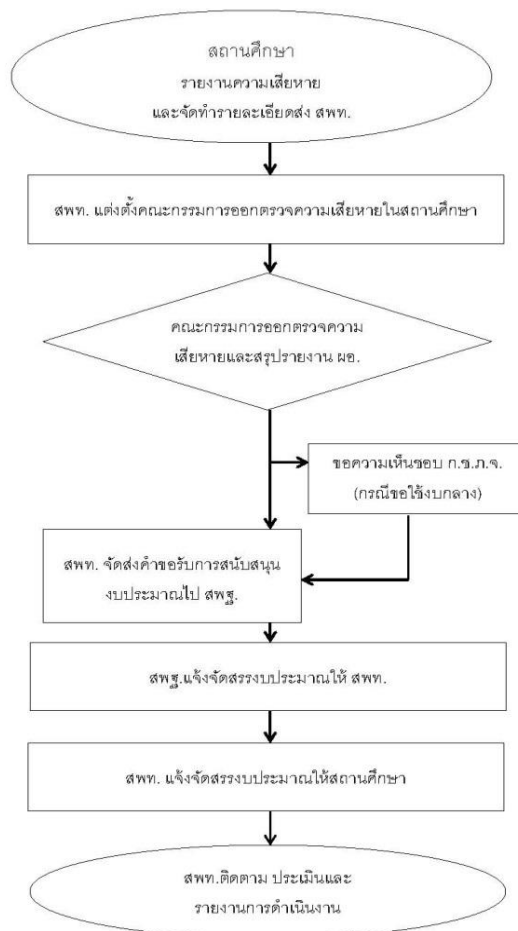 สถานศึกษา
รายงานความเสียหาย
และจัดทำรายละเอียดส่ง สพท.
สพท. แต่งตั้งคณะกรรมการออกตรวจความเสียหายในสถานศึกษา
คณะกรรมการออกตรวจความ
เสียหายและสรุปรายงาน ผอ.
ขอความเห็นชอบ ก.ช.ภ.จ.
(กรณีขอใช้งบกลาง)
สพท. จัดส่งคำขอรับการสนับสนุน
งบประมาณไป สพฐ.
สพฐ.แจ้งจัดสรรงบประมาณให้ สพท.
สพท. แจ้งจัดสรรงบประมาณให้สถานศึกษา
สพท.ติดตาม ประเมินและ
รายงานการดำเนินงาน